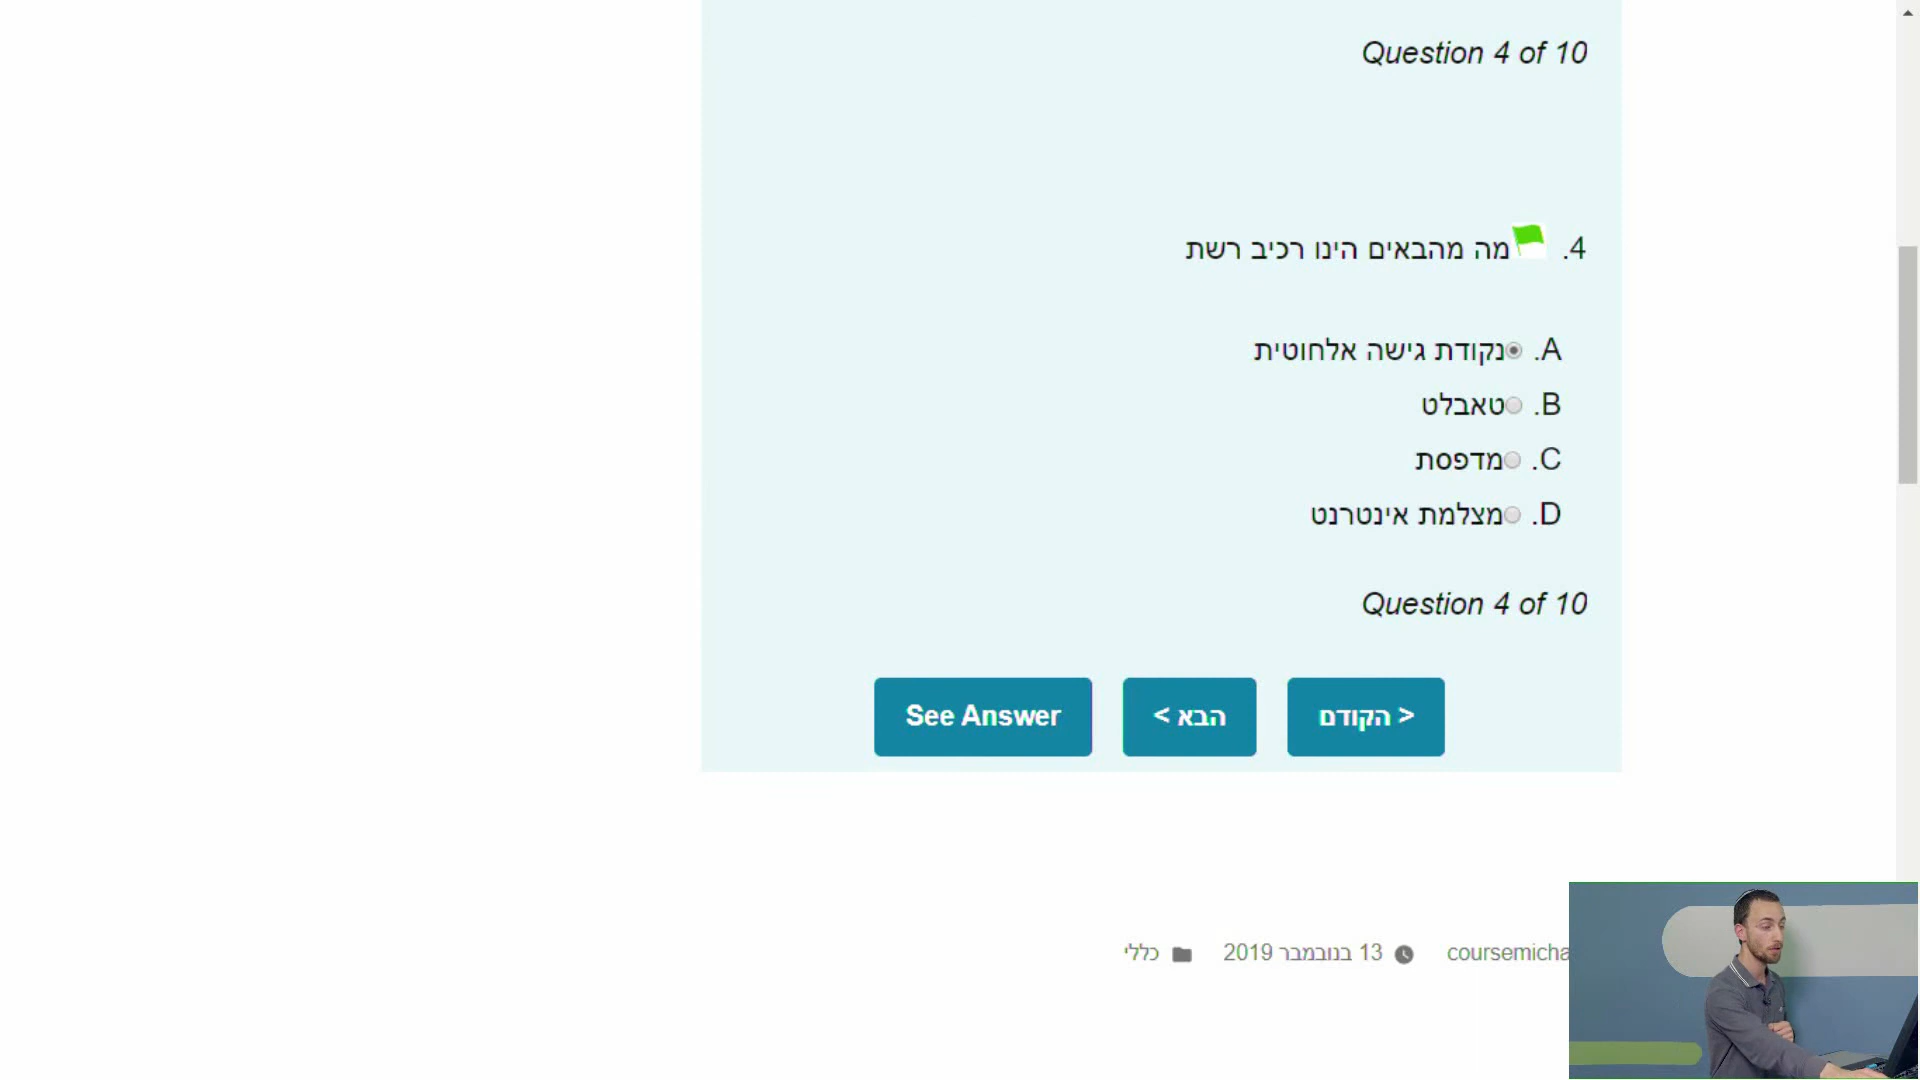 Question 4 of 10
4. מה מהבאים הינו רכיב רשת
A. נקודת גישה אלחוטית
B. טאבלט
C. מדפסת
D. מצלמת אינטרנט
Question 4 of 10
< הקודם
הבא >
See Answer
coursemicha 13 בנובמבר 2019 כללי